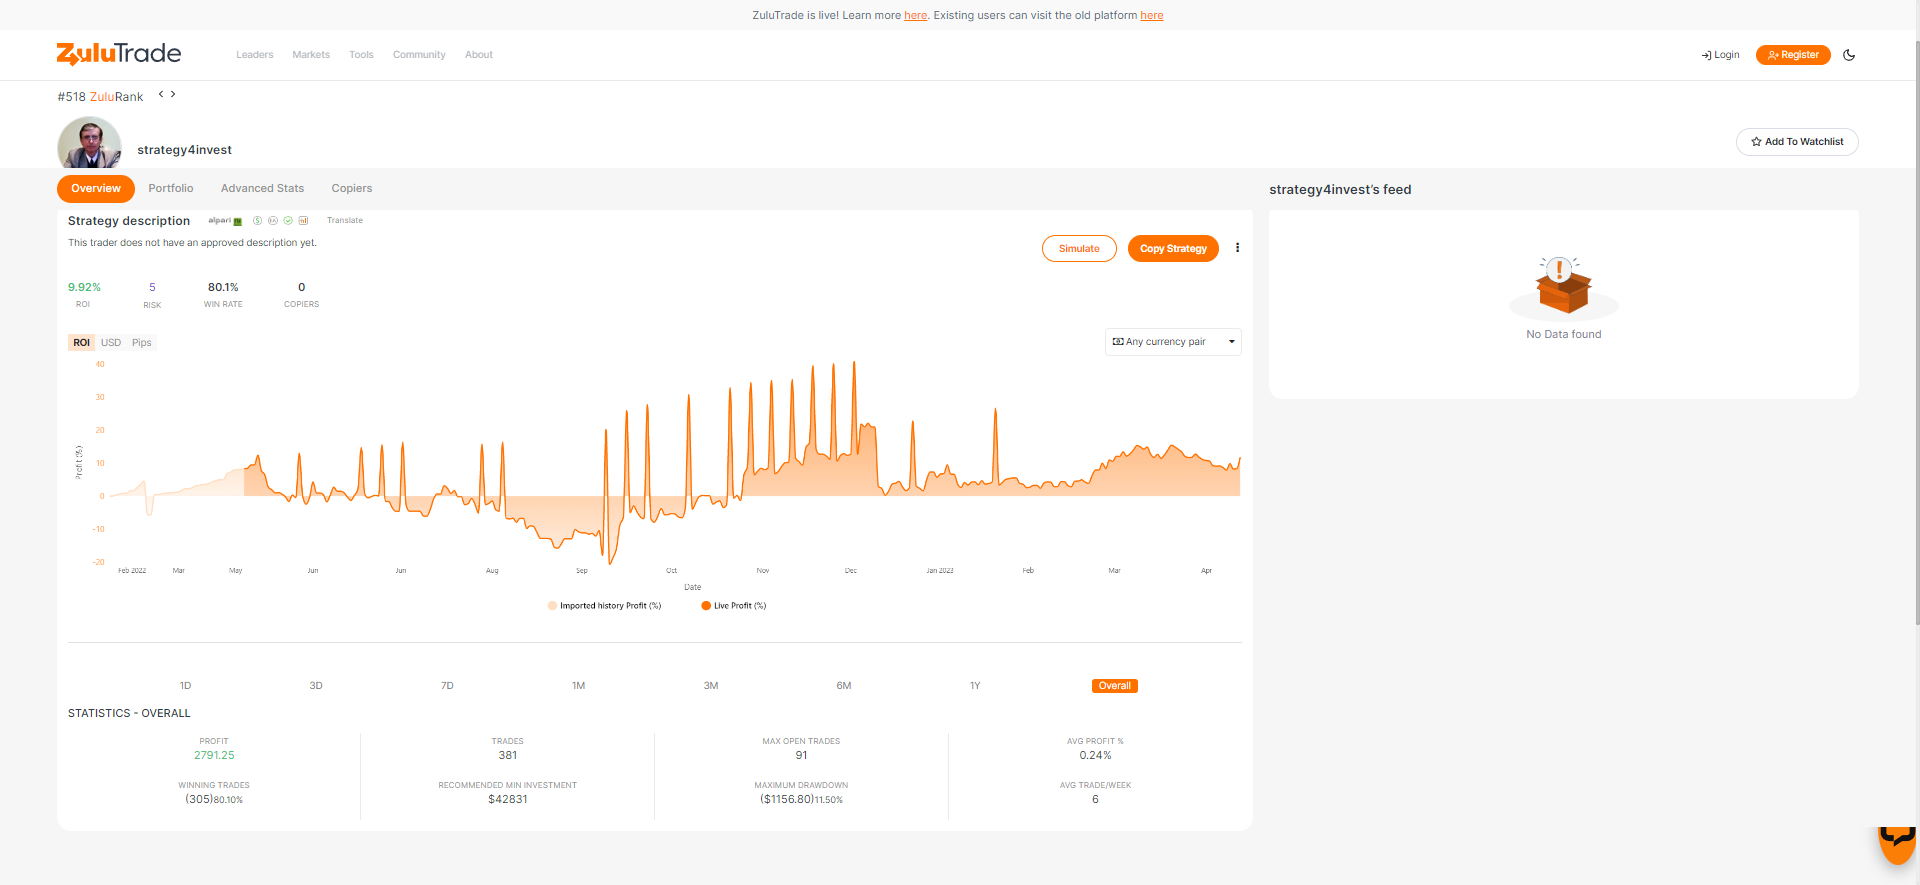 ZuluTrade is live! Learn more here. Existing users can visit the old platform here
ZuluTrade
Leaders Markets Tools Community About
Login Register
#518 ZuluRank < >
strategy4invest
Add To Watchlist
Overview Portfolio Advanced Stats Copiers
strategy4invest's feed
Strategy description alpari Translate
This trader does not have an approved description yet.
Simulate Copy Strategy
9.92% 5 80.1% 0
ROI RISK WIN RATE COPIERS
No Data found
ROI USD Pips
Any currency pair
40
30
20
10
0
-10
-20
Profit (%)
Feb 2022 Mar May Jun Jun Aug Sep Oct Nov Dec Jan 2023 Feb Mar Apr
Date
Imported history Profit (%) Live Profit (%)
1D 3D 7D 1M 3M 6M 1Y Overall
STATISTICS - OVERALL
PROFIT TRADES MAX OPEN TRADES AVG PROFIT %
2791.25 381 91 0.24%
WINNING TRADES RECOMMENDED MIN INVESTMENT MAXIMUM DRAWDOWN AVG TRADE/WEEK
(305)80.10% $42831 ($1156.80)11.50% 6